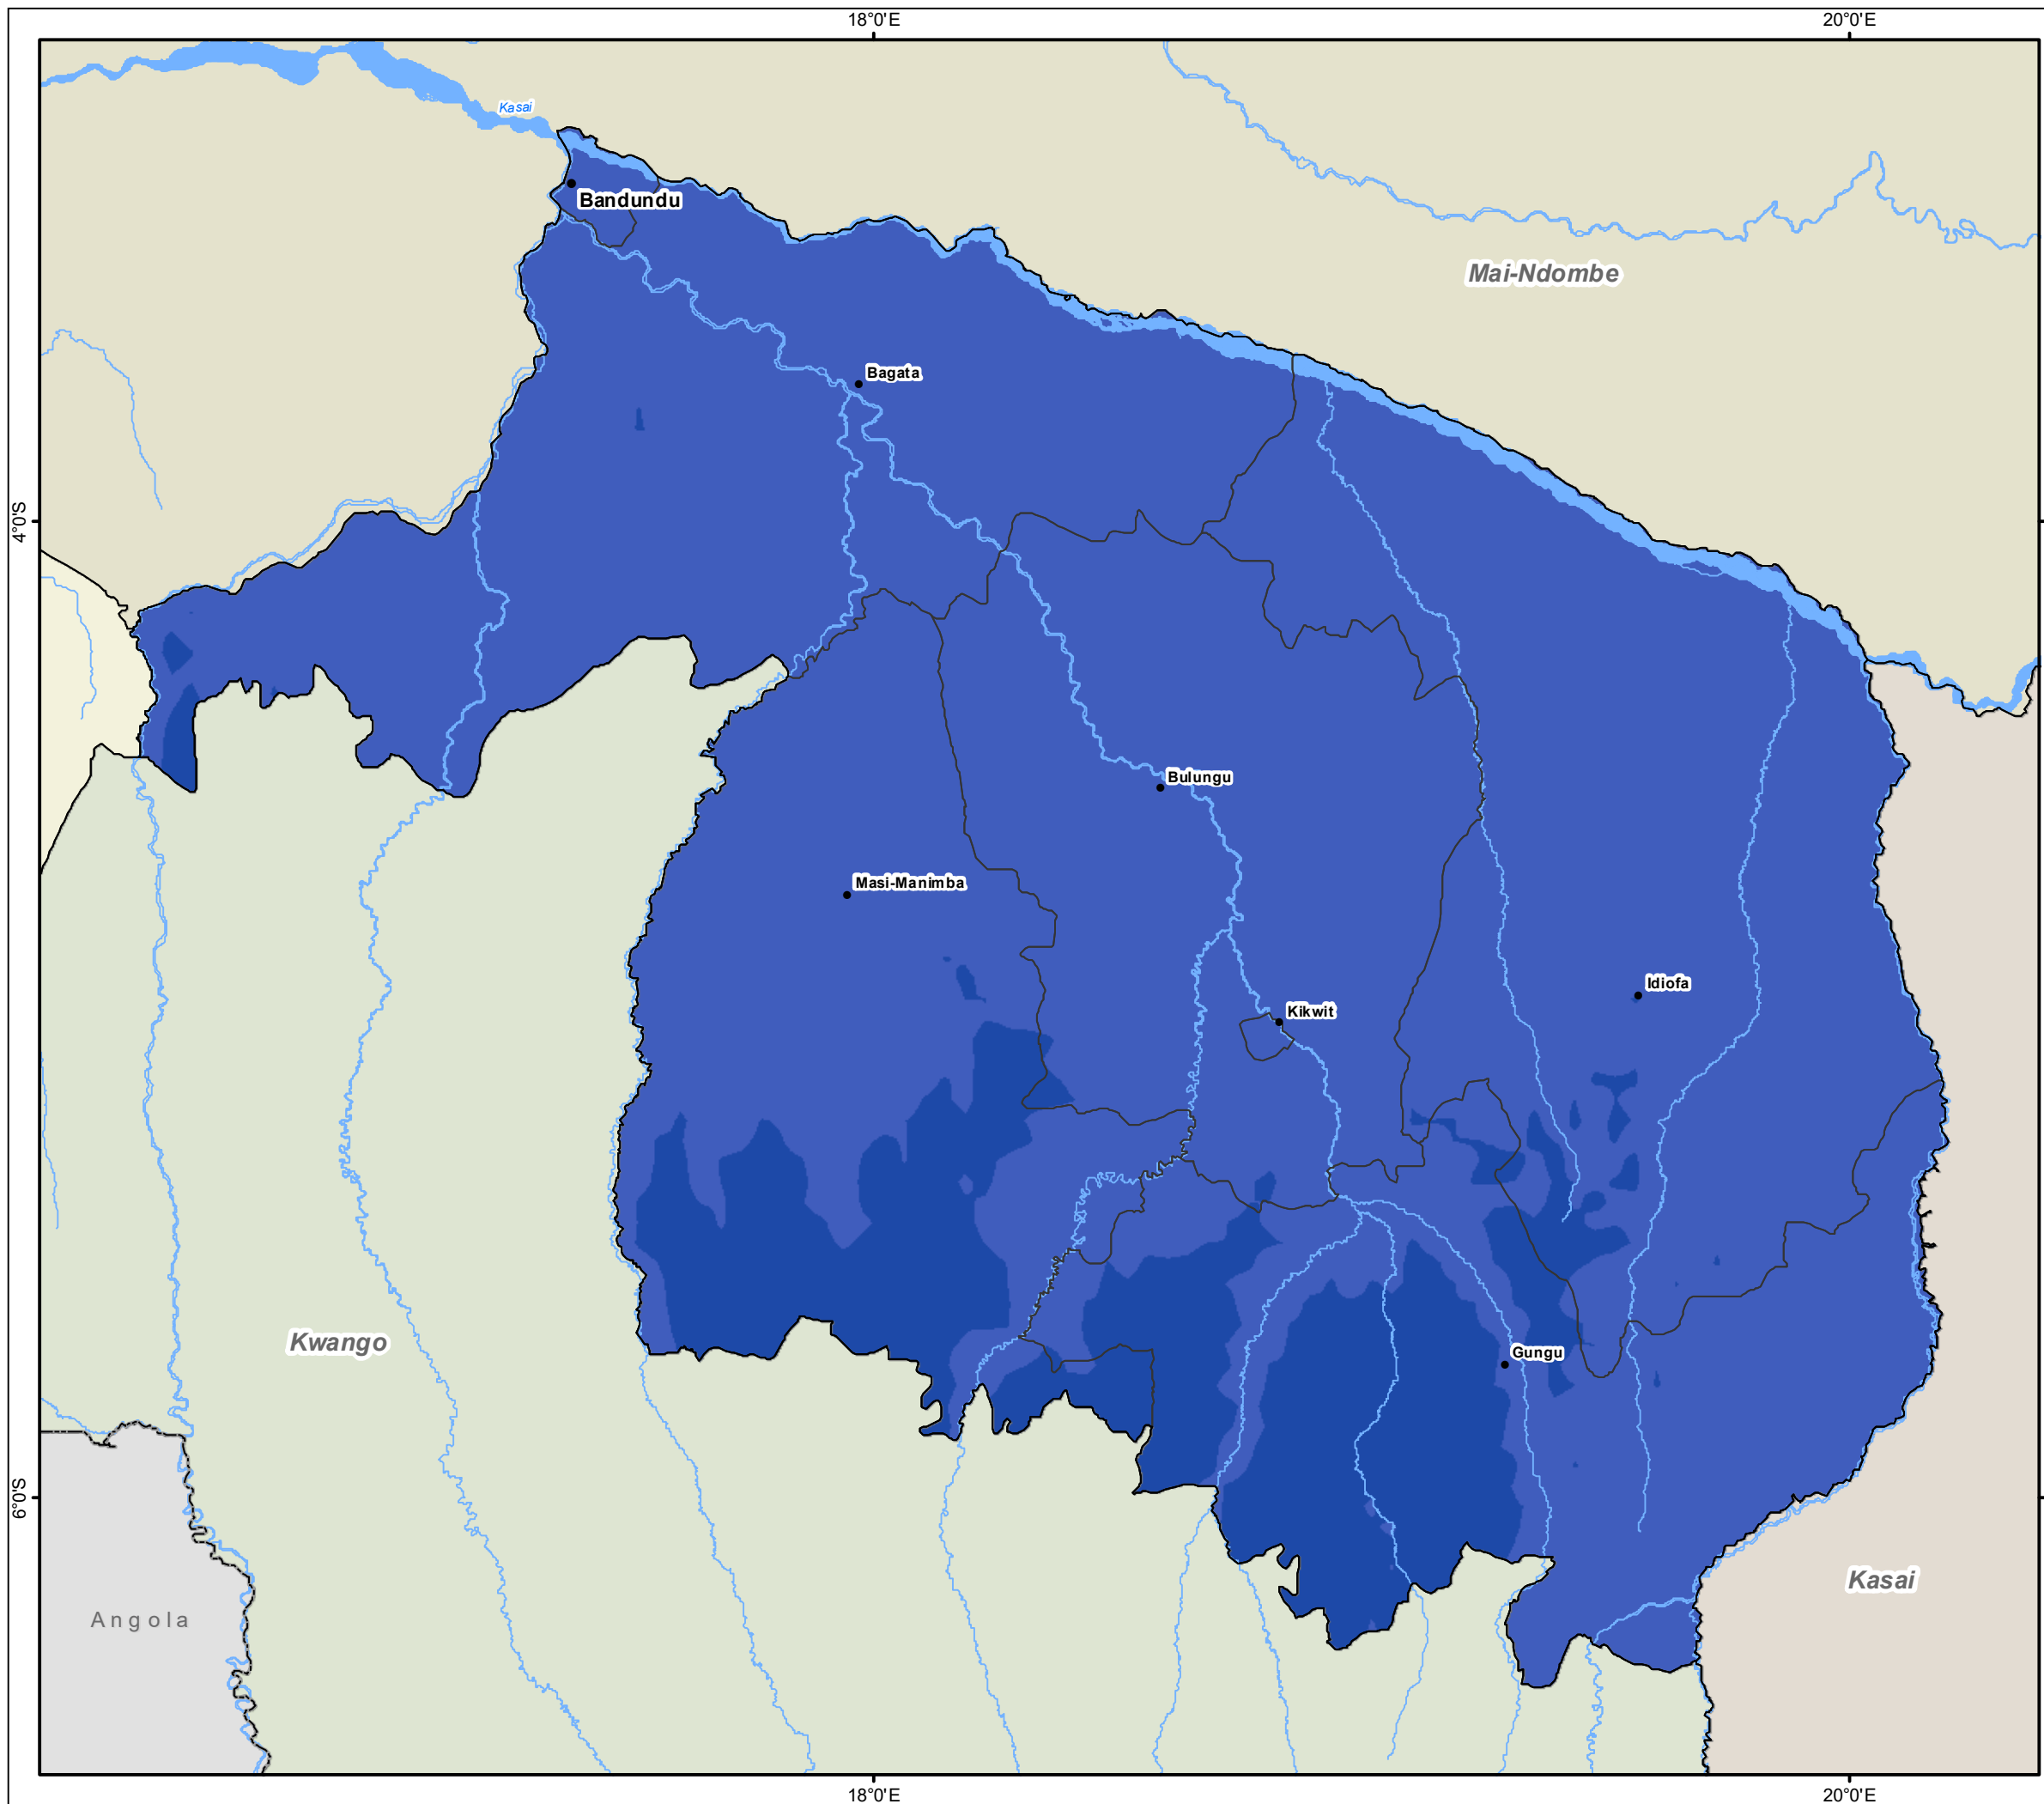 18°0'E
20°0'E
Kasai
Bandundu
Mai-Ndombe
Bagata
4°0'S
Bulungu
Masi-Manimba
Idiofa
Kikwit
Kwango
Gungu
6°0'S
Kasai
Angola
18°0'E
20°0'E